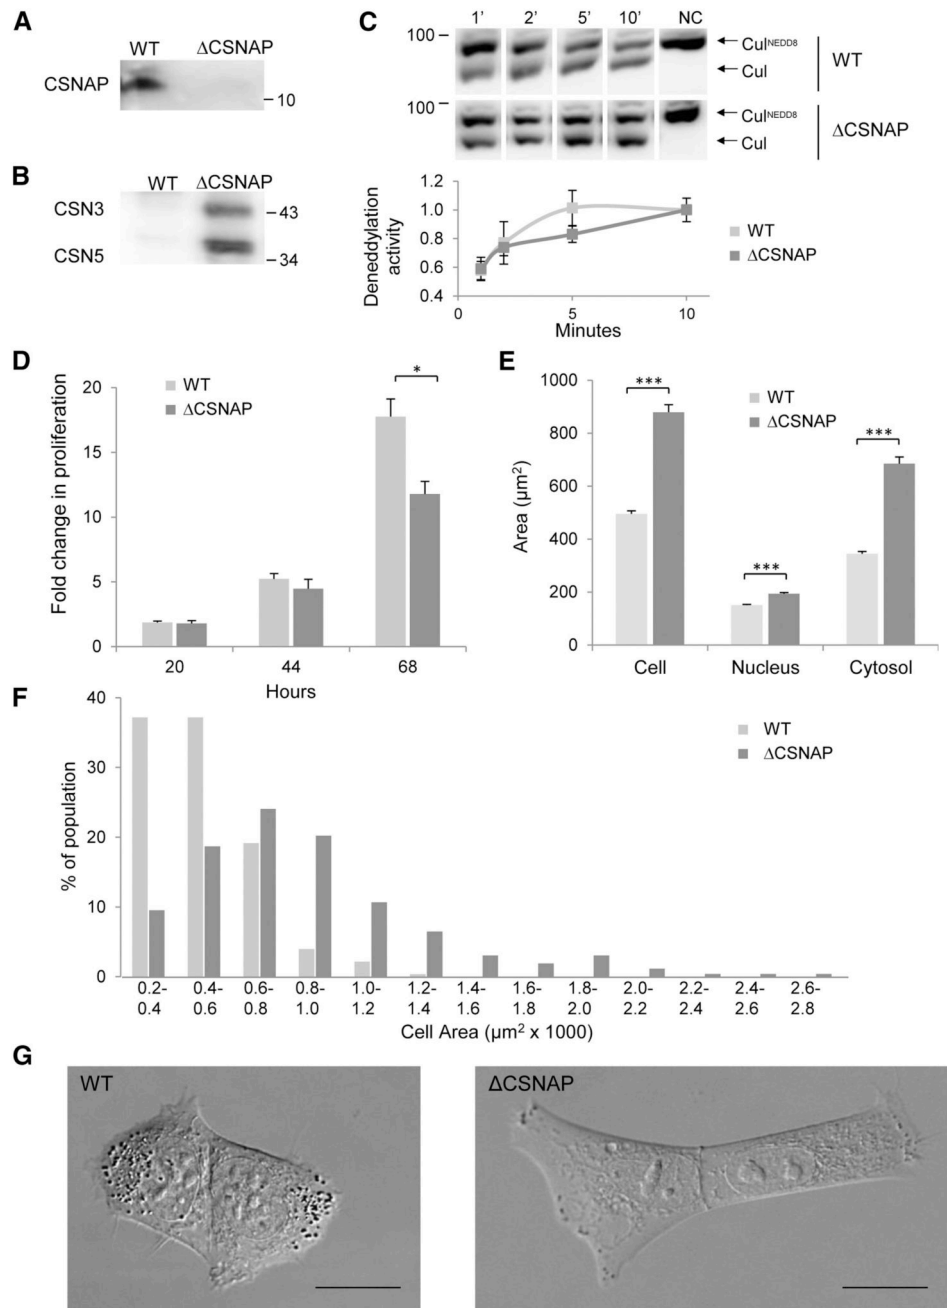 A
WT ΔCSNAP
CSNAP
10
B
WT ΔCSNAP
CSN3
43
CSN5
34
C
1’ 2’ 5’ 10’ NC
100
Cul NEDD8
Cul
WT
100
Cul NEDD8
Cul
ΔCSNAP
Deneddylation activity
1.2
1.0
0.8
0.6
0.4
0 5 10
Minutes
WT
ΔCSNAP
D
Fold change in proliferation
WT
ΔCSNAP
*
20
15
10
5
0
20 44 68
Hours
E
Area (µm²)
1000
800
600
400
200
0
WT
ΔCSNAP
***
***
***
Cell Nucleus Cytosol
F
% of population
40
30
20
10
0
WT
ΔCSNAP
0.2- 0.4- 0.6- 0.8- 1.0- 1.2- 1.4- 1.6- 1.8- 2.0- 2.2- 2.4- 2.6-
0.4 0.6 0.8 1.0 1.2 1.4 1.6 1.8 2.0 2.2 2.4 2.6 2.8
Cell Area (µm² x 1000)
G
WT
ΔCSNAP